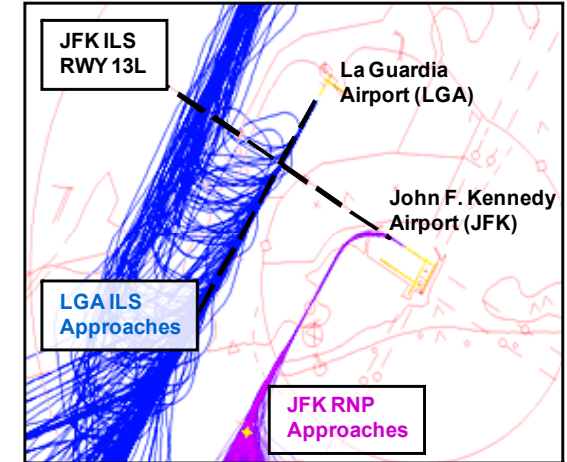 JFK ILS
RWY 13L
La Guardia
Airport (LGA)
John F. Kennedy
Airport (JFK)
LGA ILS
Approaches
JFK RNP
Approaches